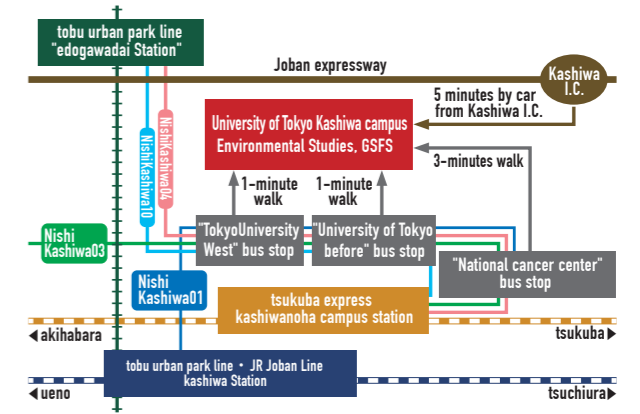 tobu urban park line
"edogawadai Station"
Joban expressway
Kashiwa
I.C.
5 minutes by car
from Kashiwa I.C.
University of Tokyo Kashiwa campus
Environmental Studies, GSFS
NishiKashiwa10
NishiKashiwa04
3-minutes walk
1-minute
walk
1-minute
walk
"TokyoUniversity
West" bus stop
"University of Tokyo
before" bus stop
Nishi
Kashiwa03
"National cancer center"
bus stop
Nishi
Kashiwa01
tsukuba express
kashiwanoha campus station
◀akihabara
tsukuba▶
tobu urban park line・JR Joban Line
kashiwa Station
◀ueno
tsuchiura▶